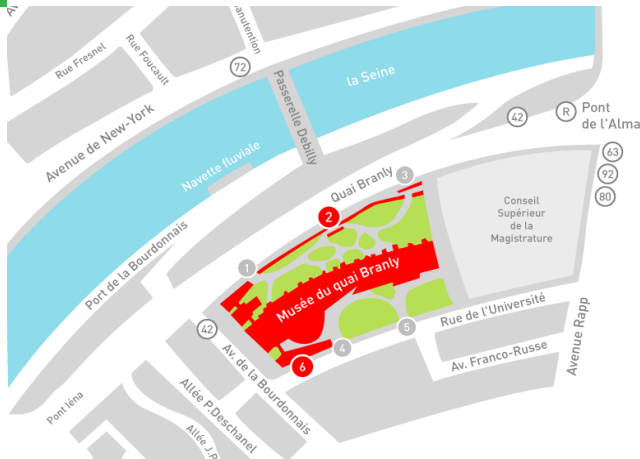 Av
Rue Fresnel
Rue Foucault
anutention
72
Avenue de New-York
Passerelle Debilly
la Seine
42
R
Pont
de l'Alma
63
92
80
Navette fluviale
Quai Branly
3
2
1
Conseil
Supérieur
de la
Magistrature
Port de la Bourdonnais
Musée du quai Branly
42
Rue de l'Université
5
4
6
Av. de la Bourdonnais
Av. Franco-Russe
Avenue Rapp
Pont Iéna
Allée P.Deschanel
Allée J.P